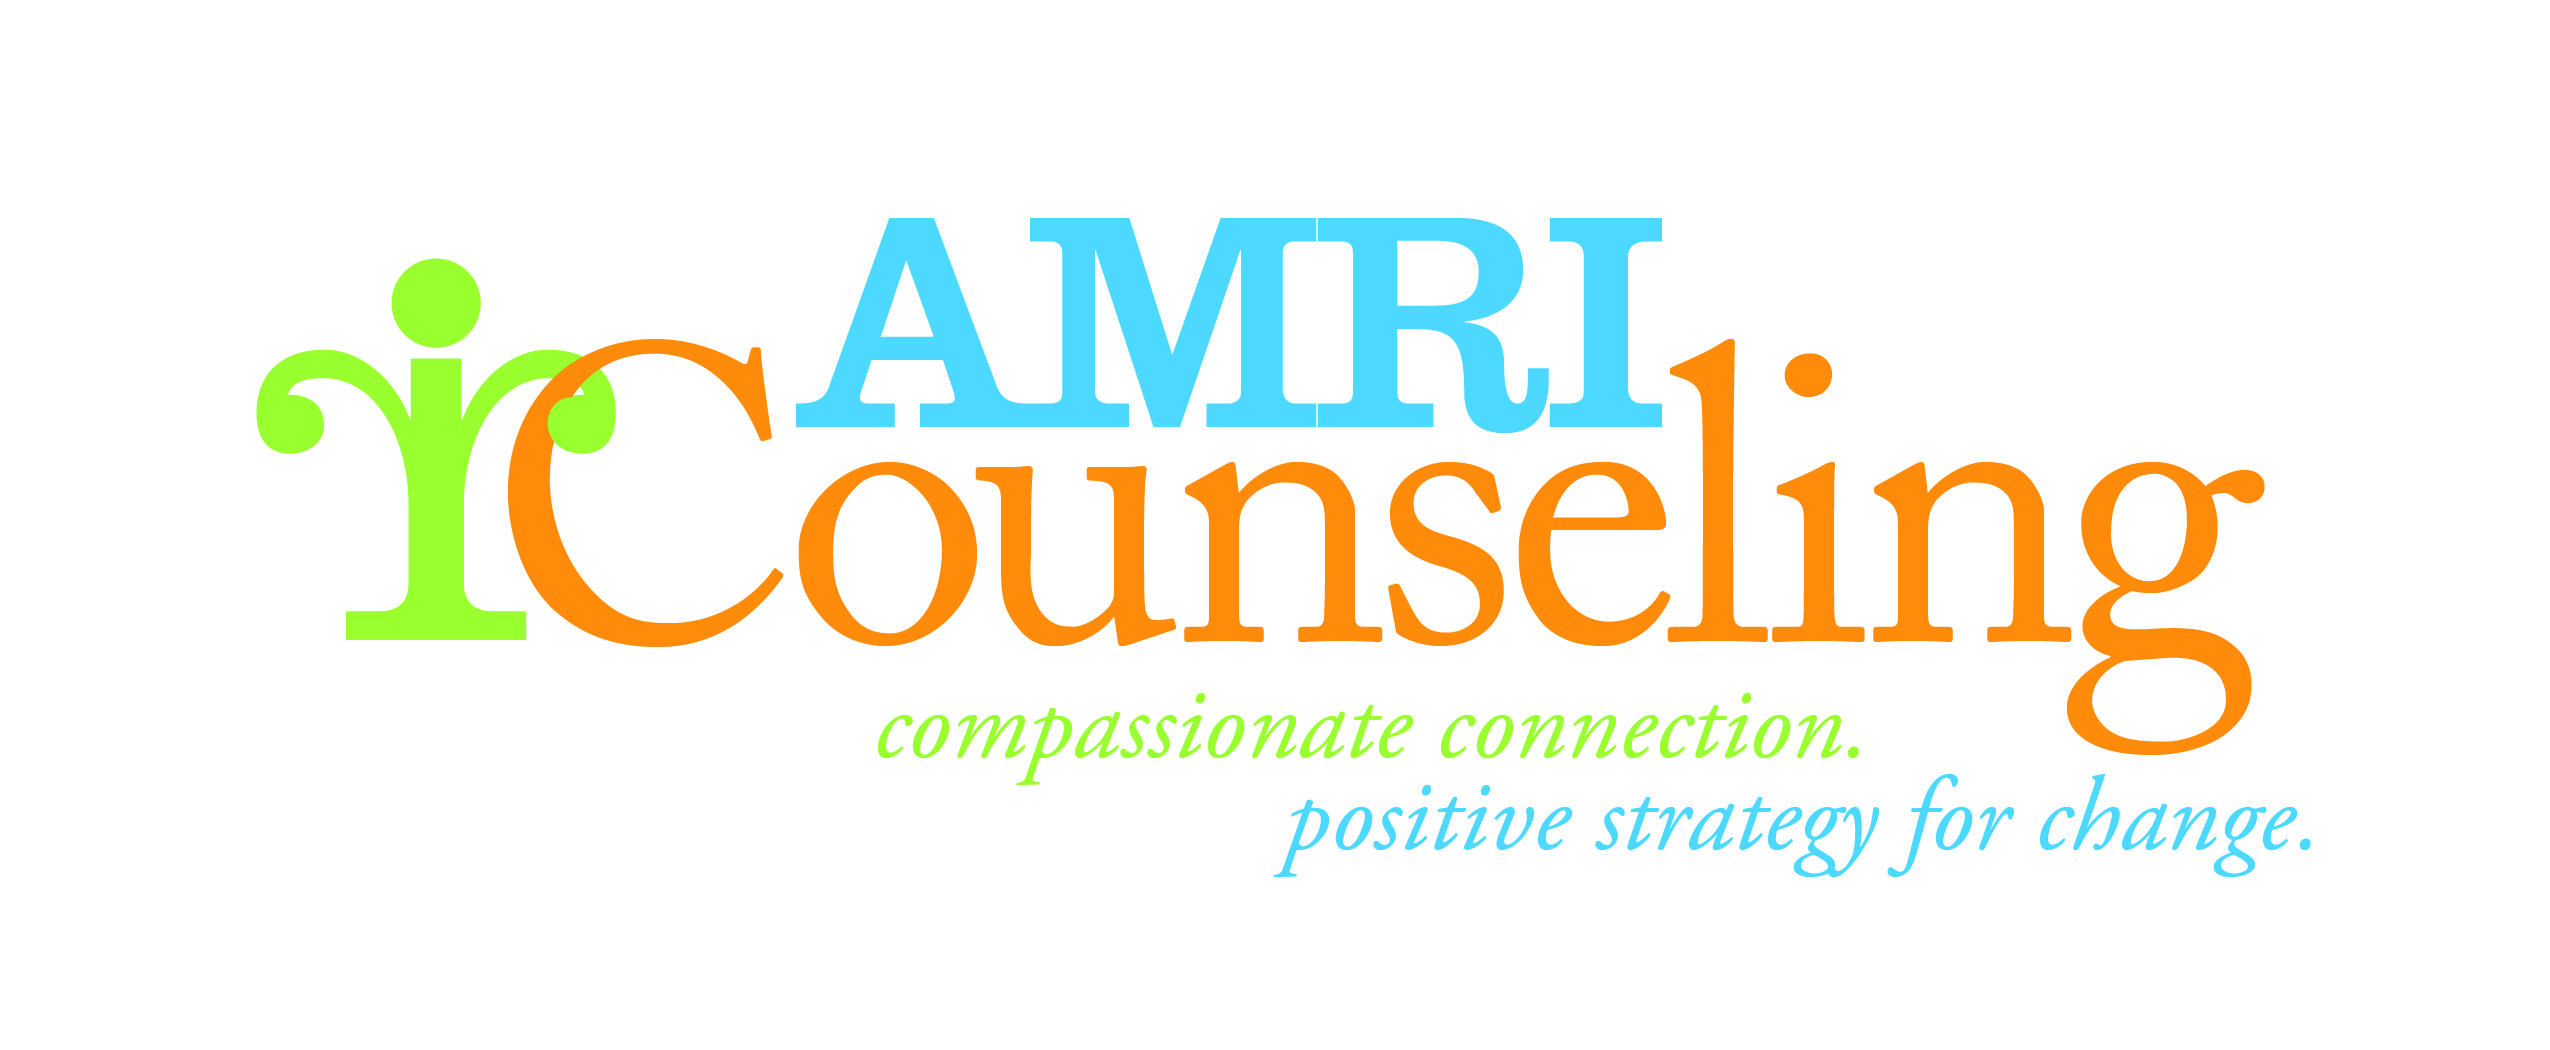 AMRI
Counseling
compassionate connection.
positive strategy for change.